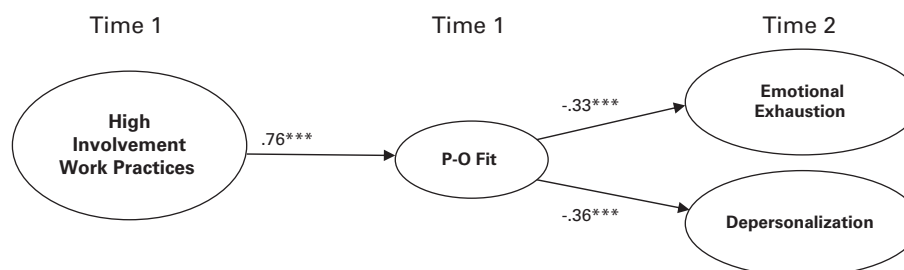 Time 1
Time 1
Time 2
High
Involvement
Work Practices
.76***
P-O Fit
-.33***
-.36***
Emotional
Exhaustion
Depersonalization